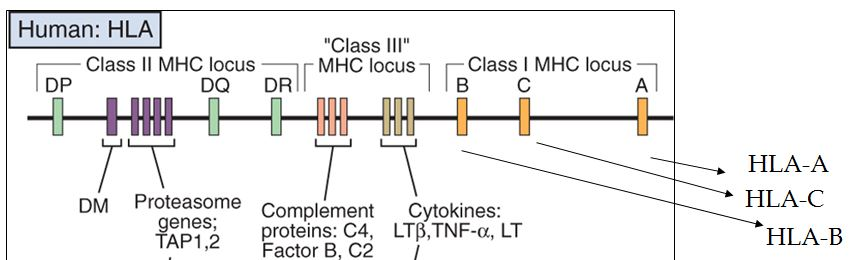 Human: HLA
"Class III"
Class II MHC locus
MHC locus
Class I MHC locus
DP
DQ
DR
B
C
A
DM
Proteasome
genes;
TAP1,2
Complement
proteins: C4,
Factor B, C2
Cytokines:
LTβ,TNF-α, LT
HLA-A
HLA-C
HLA-B